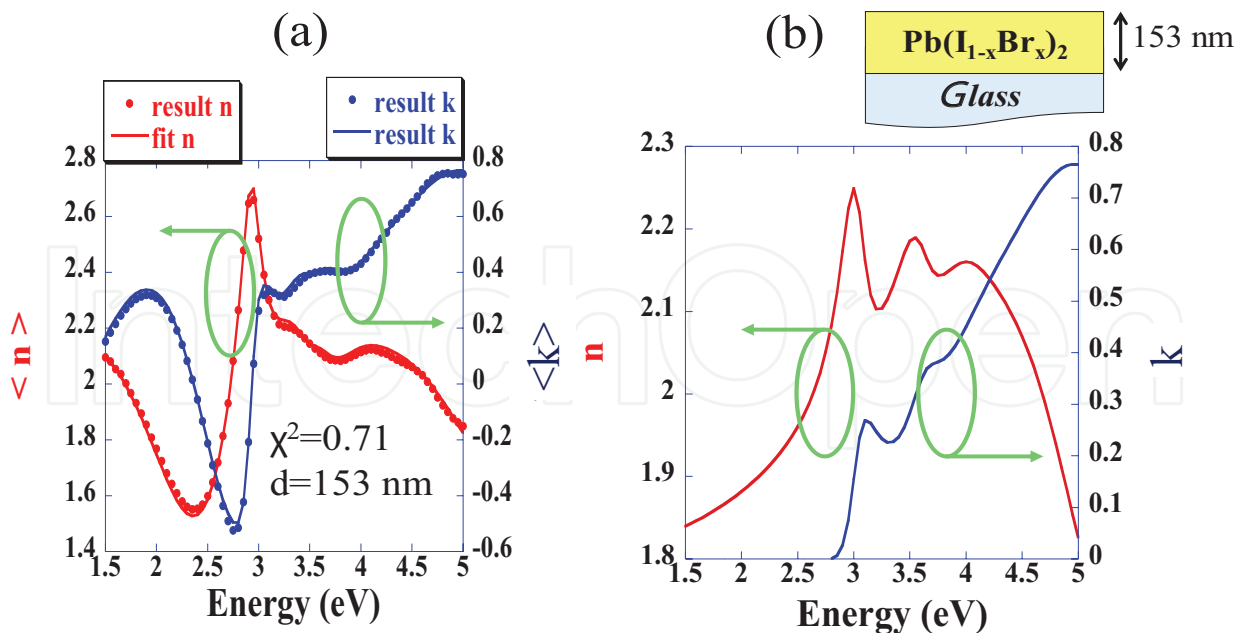 (a)
result n
fit n
result k
result k
2.8
2.6
2.4
2.2
2
1.8
1.6
1.4
0.8
0.6
0.4
0.2
0
-0.2
-0.4
-0.6
1.5 2 2.5 3 3.5 4 4.5 5
< n >
<k>
χ²=0.71
d=153 nm
Energy (eV)
(b)
Pb(I₁₋ₓBrₓ)₂
Glass
153 nm
2.3
2.2
2.1
2
1.9
1.8
0.8
0.7
0.6
0.5
0.4
0.3
0.2
0.1
0
1.5 2 2.5 3 3.5 4 4.5 5
n
k
Energy (eV)
IntechOpen